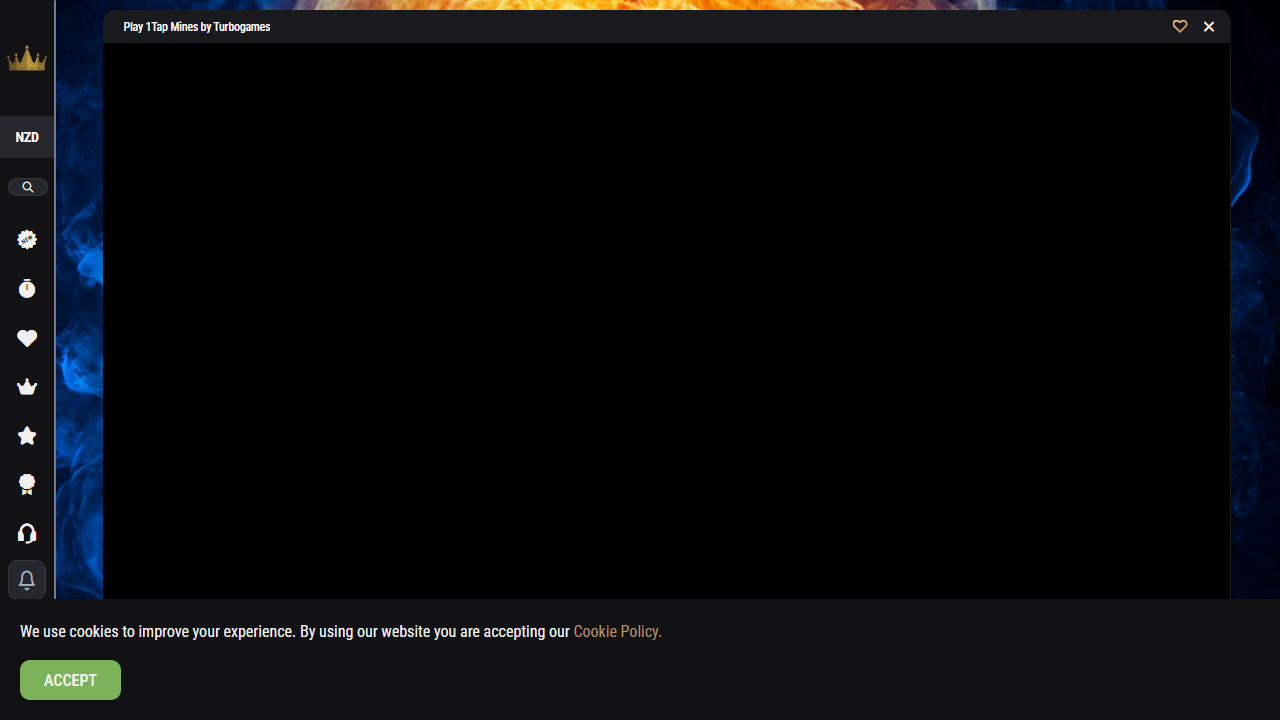 Play 1Tap Mines by Turbogames
NZD
NEW
We use cookies to improve your experience. By using our website you are accepting our Cookie Policy.
ACCEPT